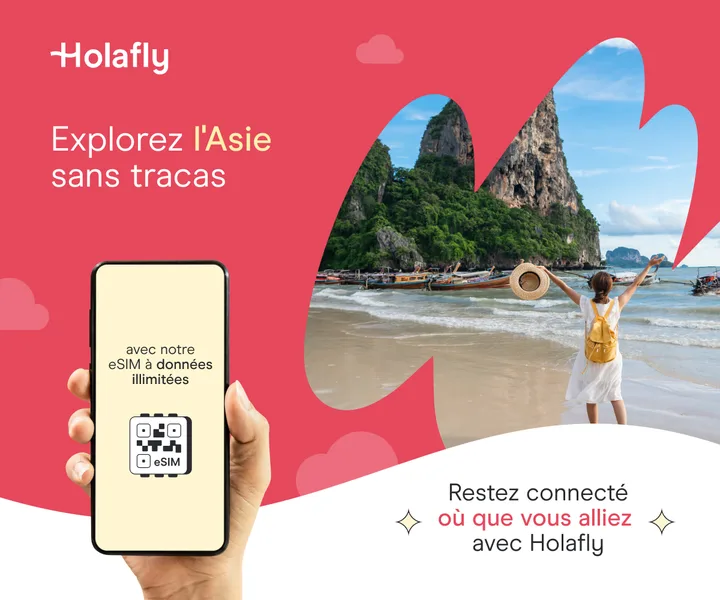 Holafly
Explorez l'Asie
sans tracas
avec notre
eSIM à données
illimitées
eSIM
Restez connecté
où que vous alliez
avec Holafly